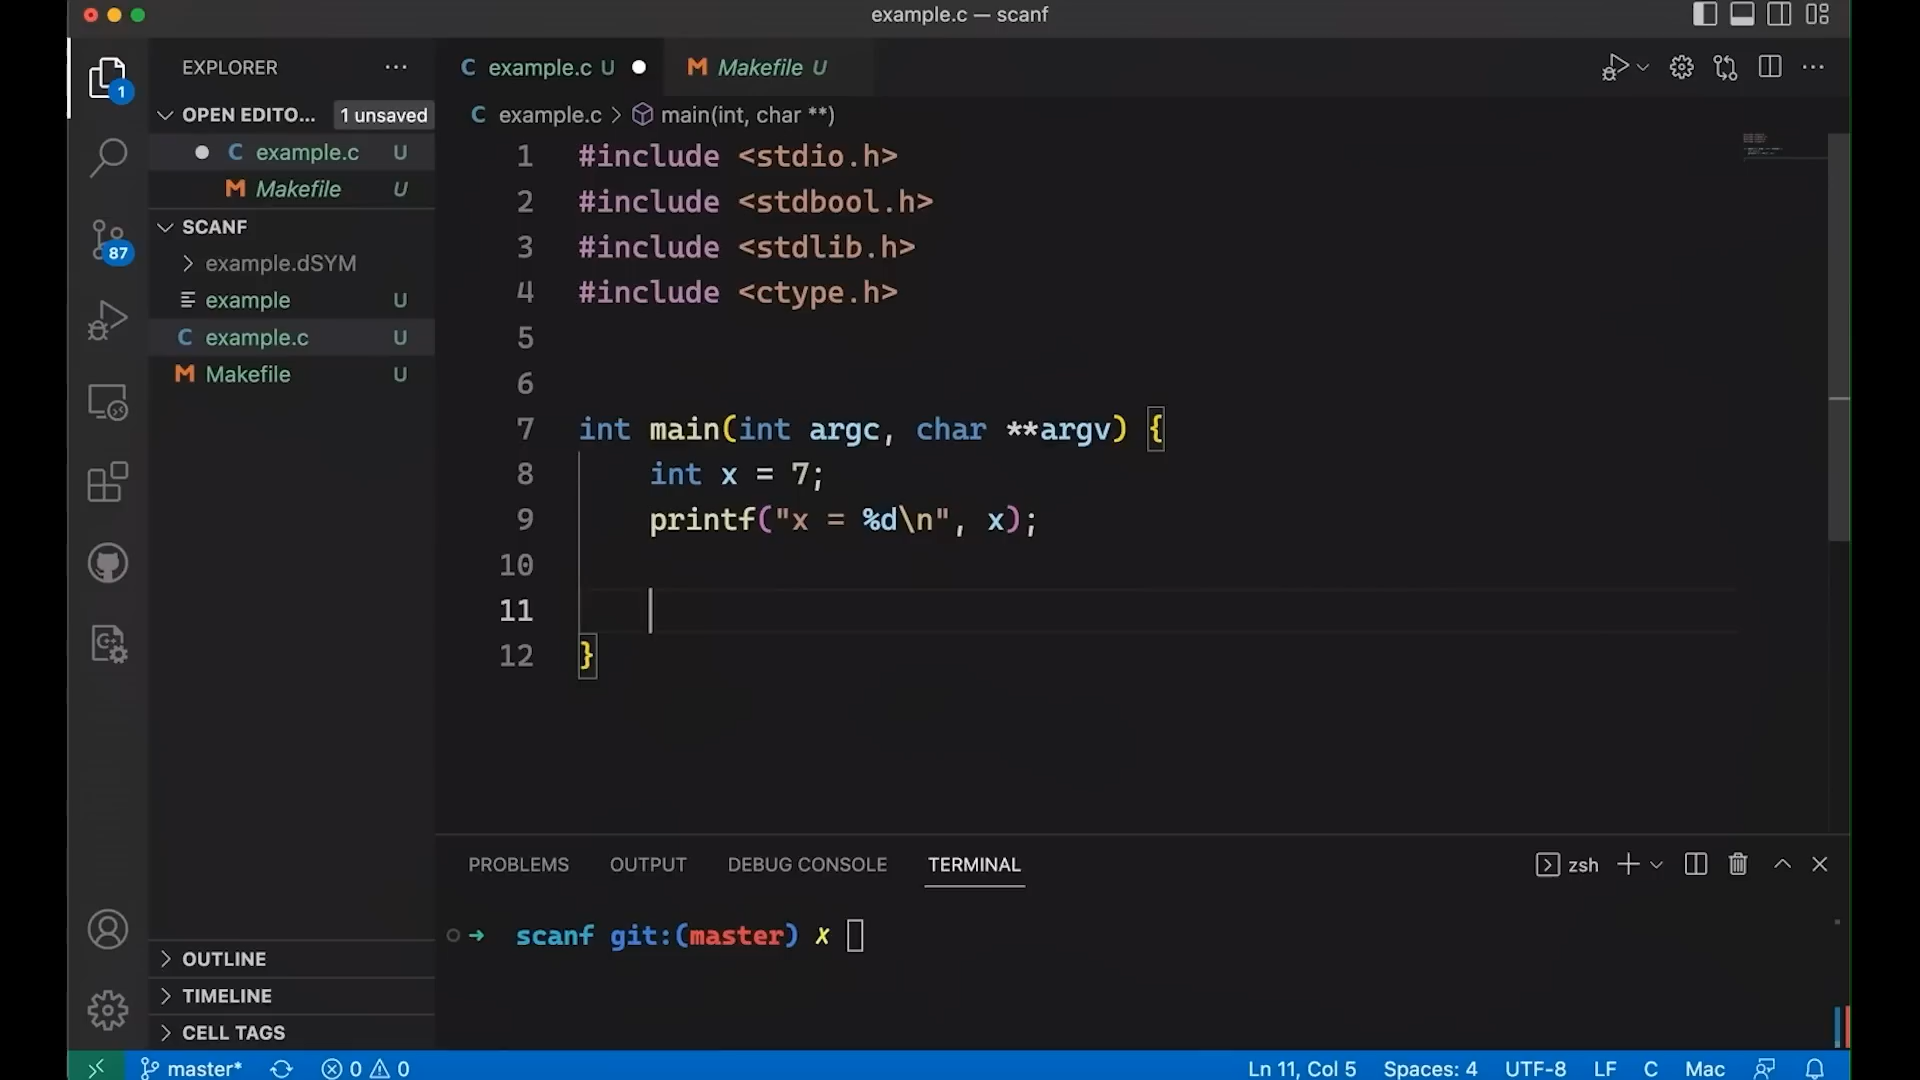 example.c — scanf
EXPLORER ···
OPEN EDITO... 1 unsaved
C example.c U
M Makefile U
SCANF
example.dSYM
example U
C example.c U
M Makefile U
OUTLINE
TIMELINE
CELL TAGS
1
87
C example.c U
M Makefile U
C example.c > main(int, char **)
1 #include <stdio.h>
2 #include <stdbool.h>
3 #include <stdlib.h>
4 #include <ctype.h>
5
6
7 int main(int argc, char **argv) {
8 int x = 7;
9 printf("x = %d\n", x);
10
11
12 }
PROBLEMS OUTPUT DEBUG CONSOLE TERMINAL
zsh
→ scanf git:(master) ✗
master* 0 0
Ln 11, Col 5 Spaces: 4 UTF-8 LF C Mac